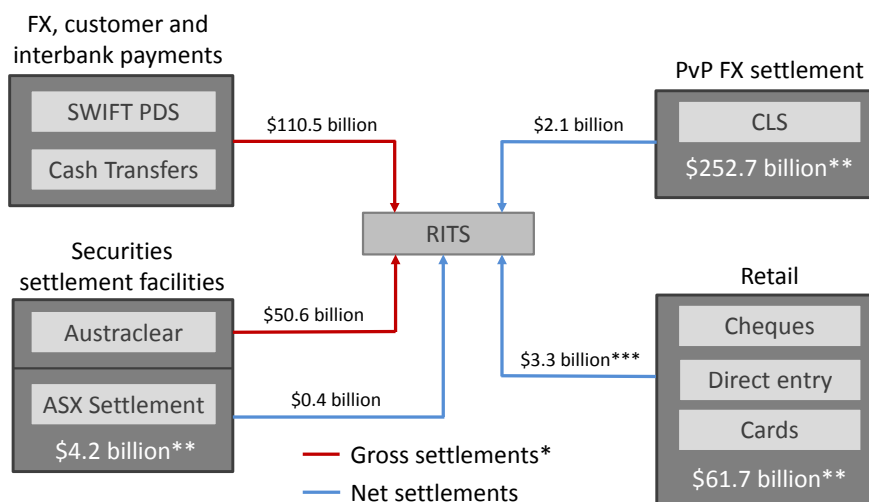 FX, customer and
interbank payments
SWIFT PDS
Cash Transfers
$110.5 billion
PvP FX settlement
CLS
$252.7 billion**
$2.1 billion
RITS
Securities
settlement facilities
Austraclear
$50.6 billion
ASX Settlement
$4.2 billion**
$0.4 billion
Retail
Cheques
Direct entry
Cards
$61.7 billion**
$3.3 billion***
Gross settlements*
Net settlements